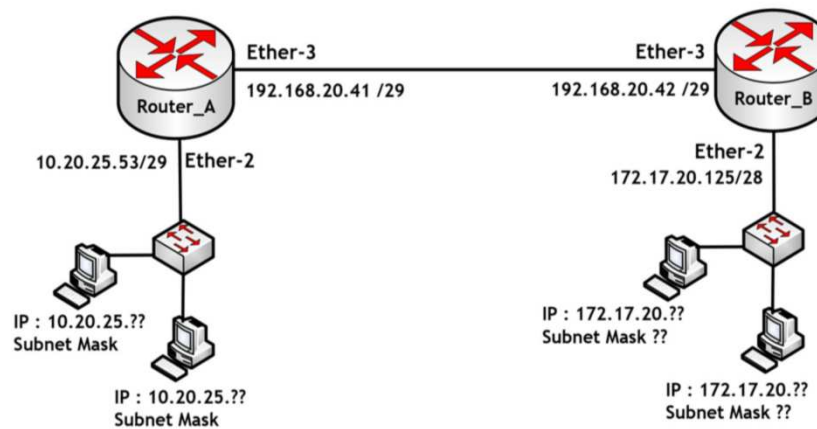 Ether-3
Ether-3
192.168.20.41 /29
192.168.20.42 /29
Router_A
Router_B
10.20.25.53/29
Ether-2
Ether-2
172.17.20.125/28
IP : 10.20.25.??
Subnet Mask
IP : 10.20.25.??
Subnet Mask
IP : 172.17.20.??
Subnet Mask ??
IP : 172.17.20.??
Subnet Mask ??